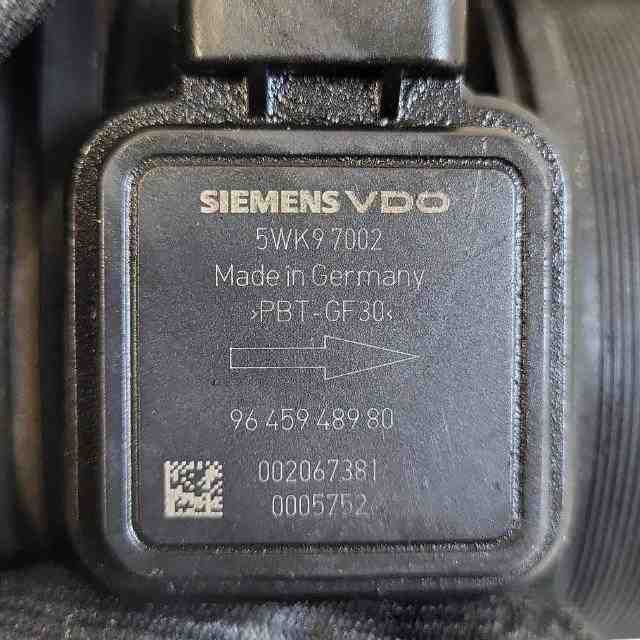 SIEMENS VDO
5WK9 7002
Made in Germany
>PBT-GF30<
96 459 489 80
002067381
0005752